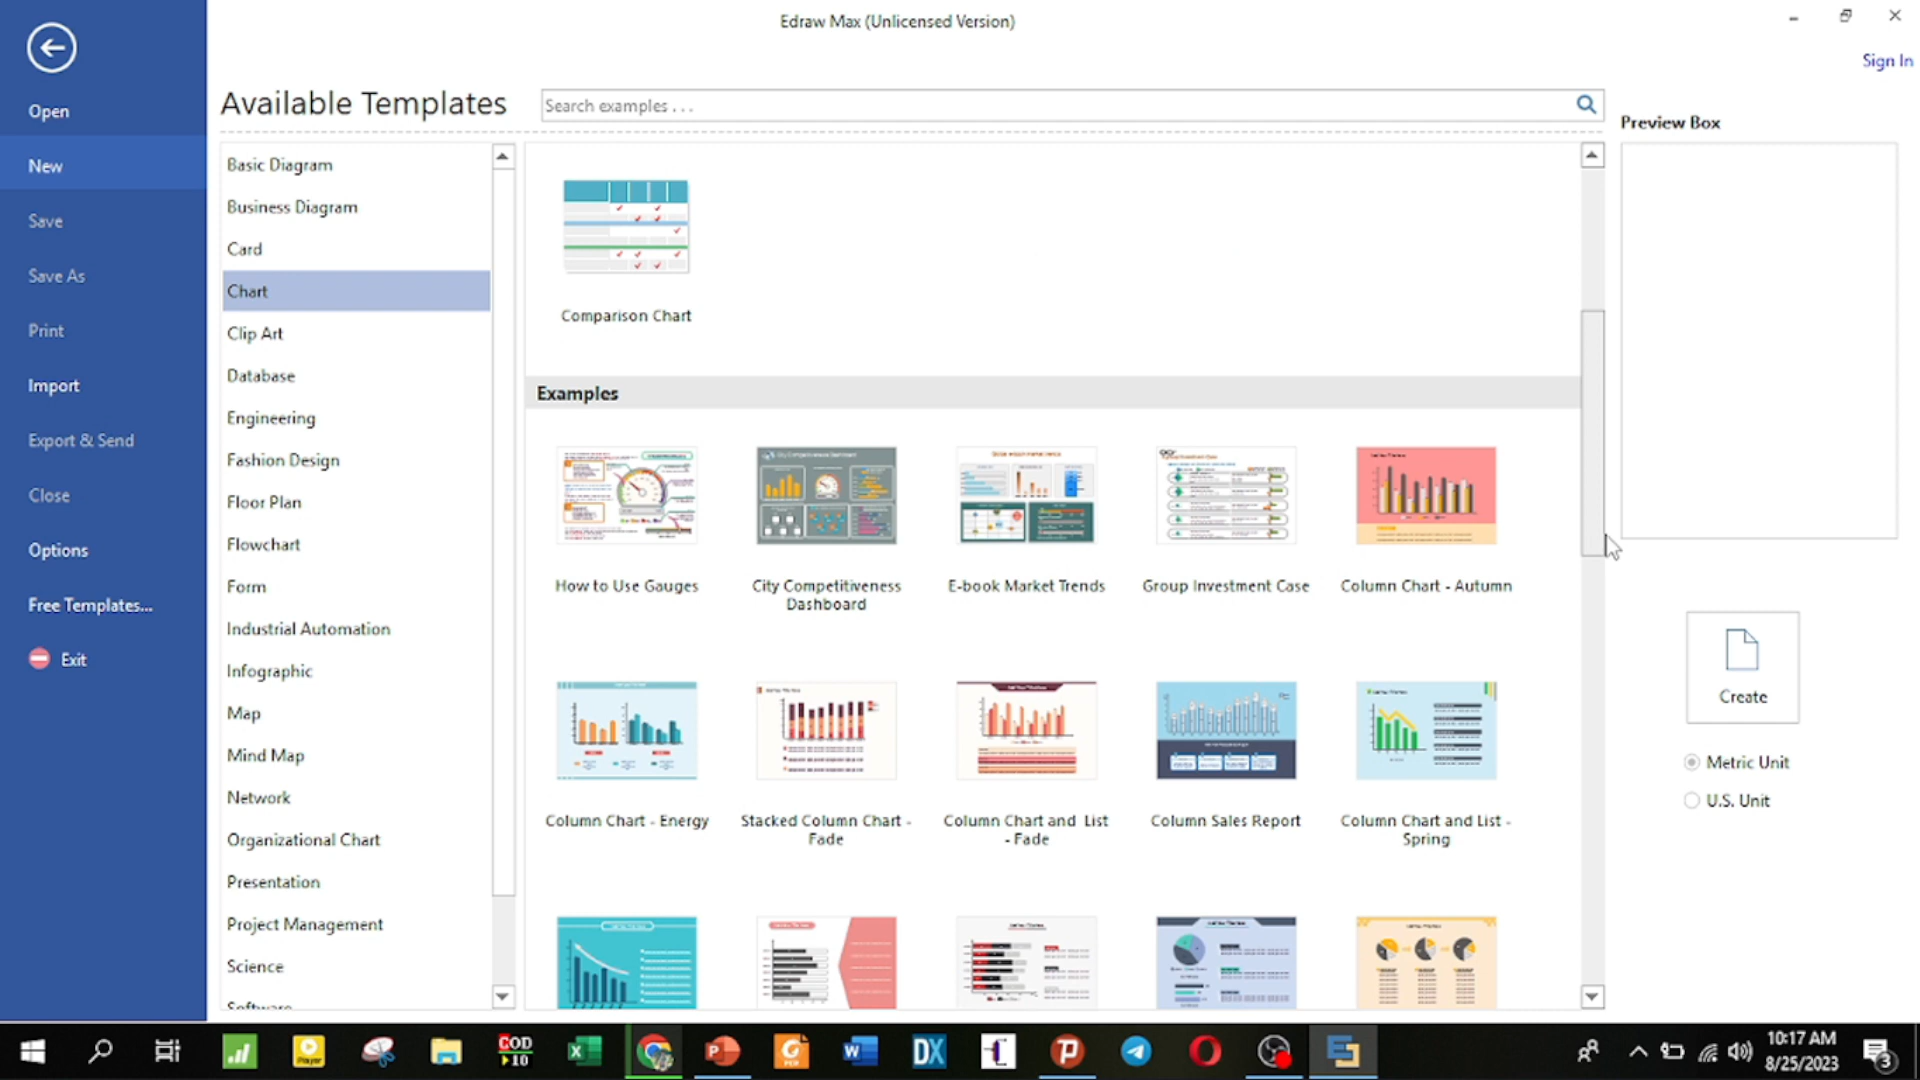 Edraw Max (Unlicensed Version)
Sign In
Open
New
Save
Save As
Print
Import
Export & Send
Close
Options
Free Templates...
Exit
Available Templates
Search examples . . .
Preview Box
Basic Diagram
Business Diagram
Card
Chart
Clip Art
Database
Engineering
Fashion Design
Floor Plan
Flowchart
Form
Industrial Automation
Infographic
Map
Mind Map
Network
Organizational Chart
Presentation
Project Management
Science
Software
Comparison Chart
Examples
How to Use Gauges
City Competitiveness
Dashboard
E-book Market Trends
Group Investment Case
Column Chart - Autumn
Column Chart - Energy
Stacked Column Chart -
Fade
Column Chart and List
- Fade
Column Sales Report
Column Chart and List -
Spring
Create
Metric Unit
U.S. Unit
10:17 AM
8/25/2023
3